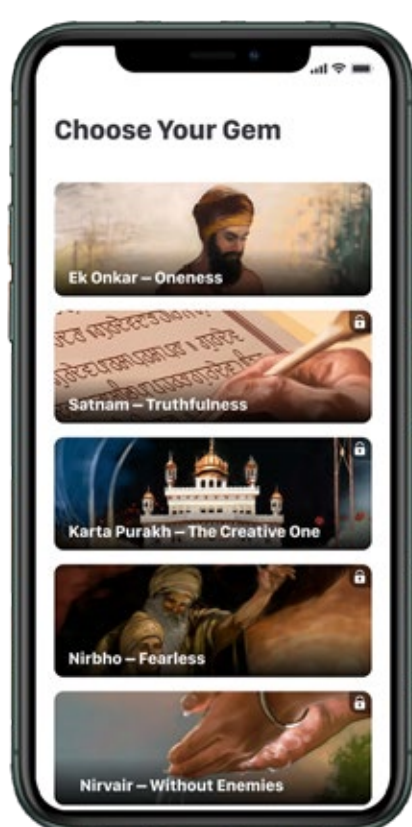 Choose Your Gem
Ek Onkar – Oneness
Satnam – Truthfulness
Karta Purakh – The Creative One
Nirbho – Fearless
Nirvair – Without Enemies